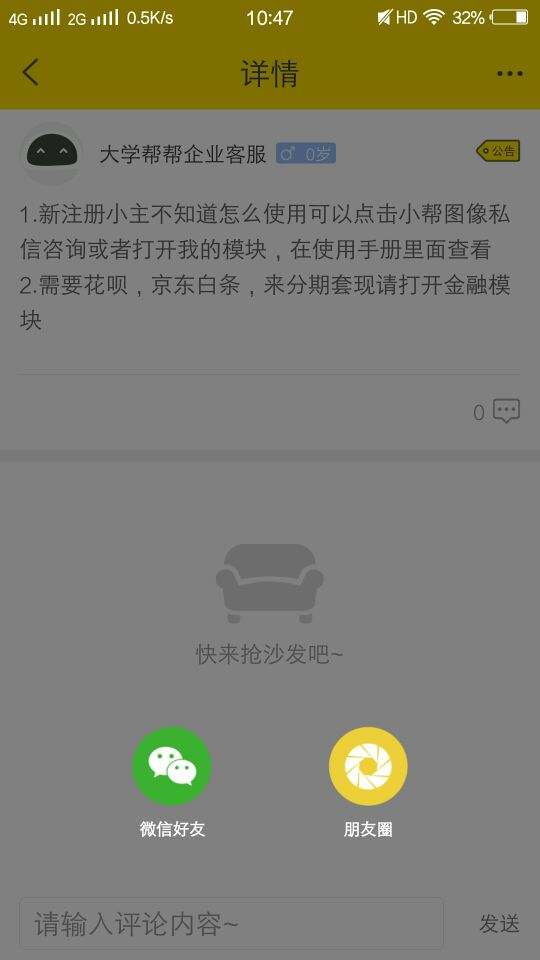 4G 2G 0.5K/s 10:47 HD 32%
详情
大学帮帮企业客服 0岁 公告
1.新注册小主不知道怎么使用可以点击小帮图像私
信咨询或者打开我的模块，在使用手册里面查看
2.需要花呗，京东白条，来分期套现请打开金融模
块
0
快来抢沙发吧~
微信好友 朋友圈
请输入评论内容~ 发送